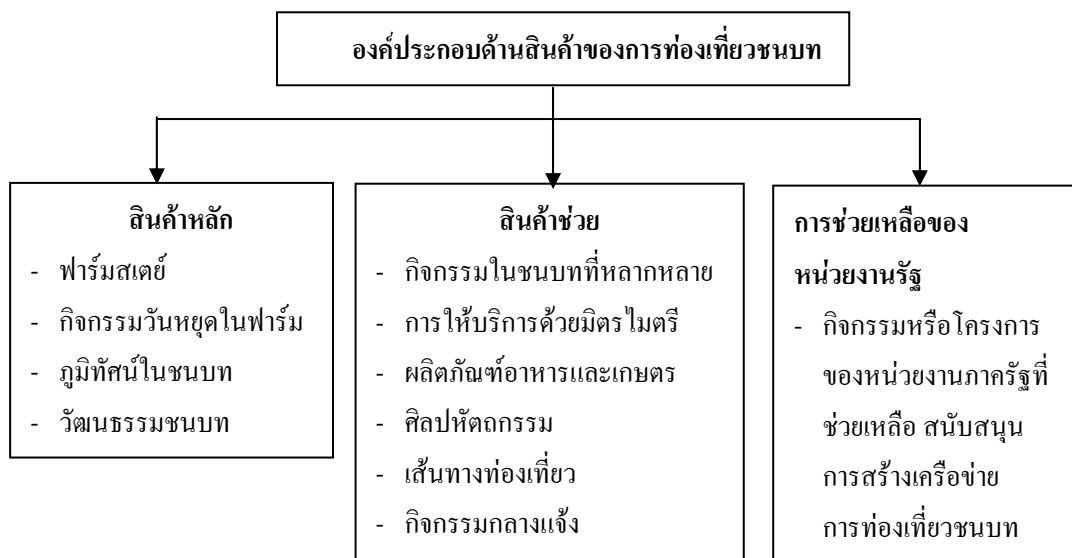 องค์ประกอบด้านสินค้าของการท่องเที่ยวชนบท
สินค้าหลัก
- ฟาร์มสเตย์
- กิจกรรมวันหยุดในฟาร์ม
- ภูมิทัศน์ในชนบท
- วัฒนธรรมชนบท
สินค้าช่วย
- กิจกรรมในชนบทที่หลากหลาย
- การให้บริการด้วยมิตรไมตรี
- ผลิตภัณฑ์อาหารและเกษตร
- ศิลปหัตถกรรม
- เส้นทางท่องเที่ยว
- กิจกรรมกลางแจ้ง
การช่วยเหลือของ
หน่วยงานรัฐ
- กิจกรรมหรือโครงการ
ของหน่วยงานภาครัฐที่
ช่วยเหลือ สนับสนุน
การสร้างเครือข่าย
การท่องเที่ยวชนบท